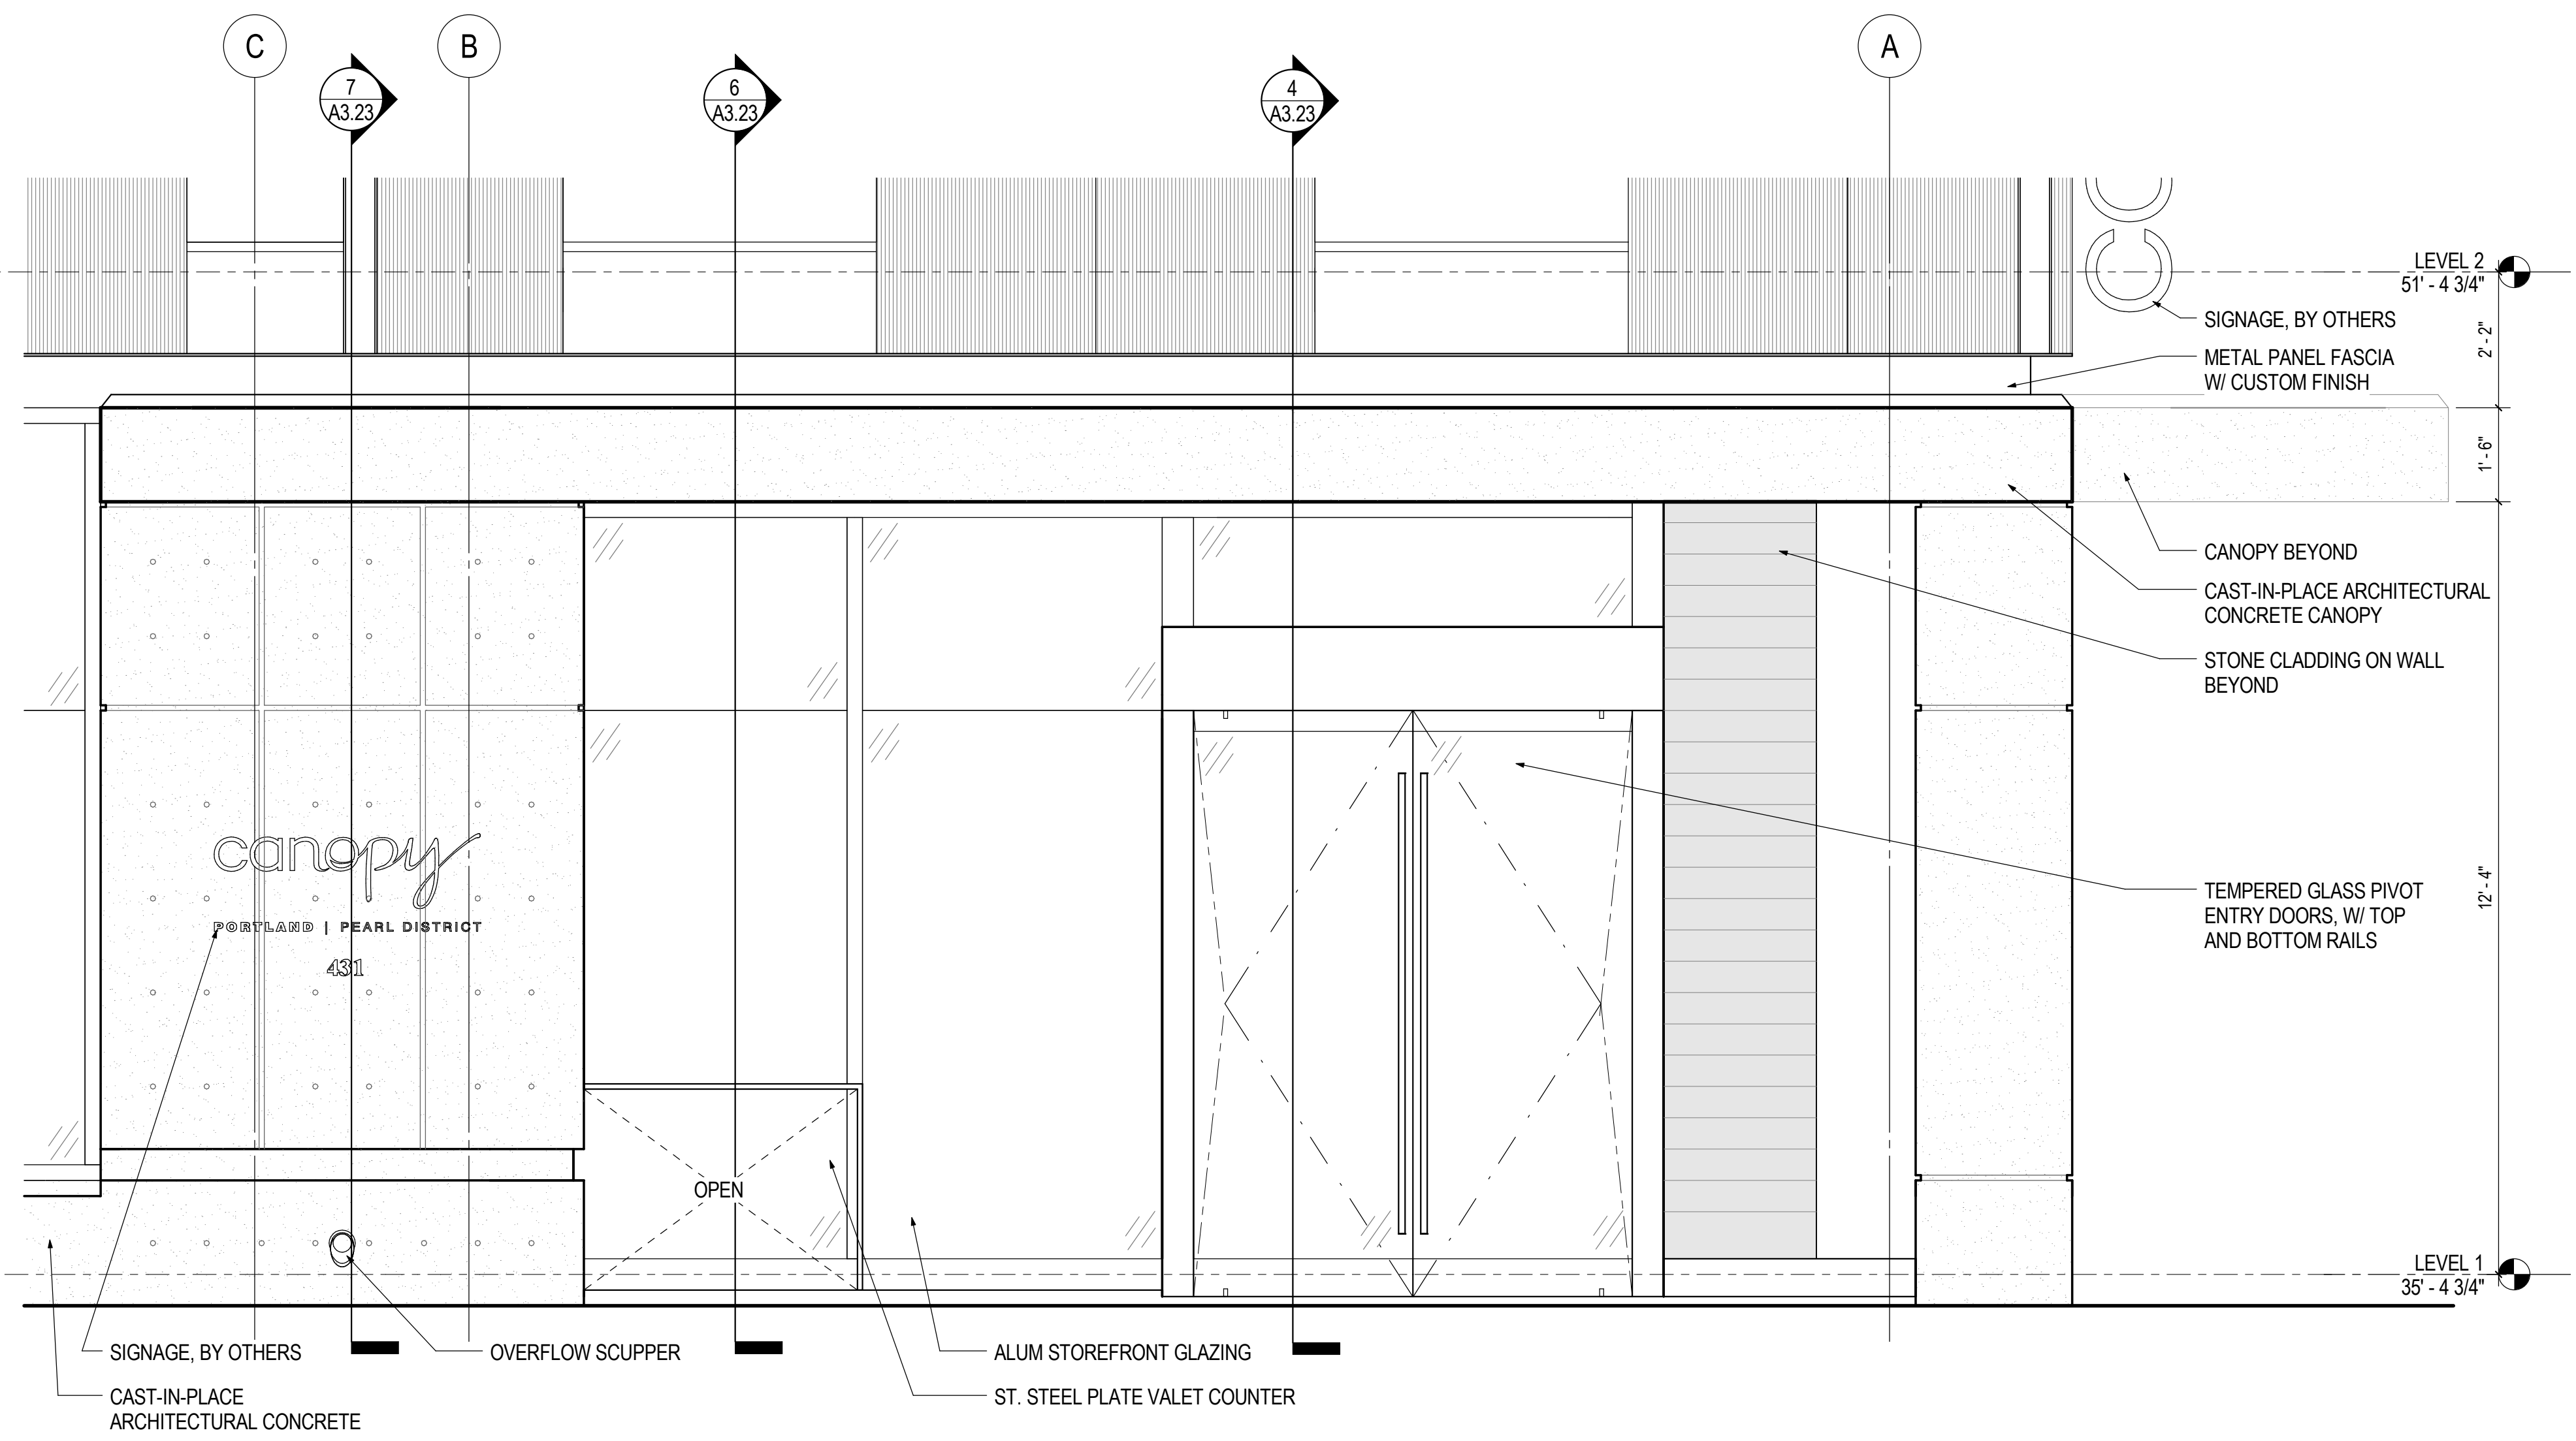 C
B
A
7
A3.23
6
A3.23
4
A3.23
LEVEL 2
51' - 4 3/4"
SIGNAGE, BY OTHERS
2' - 2"
METAL PANEL FASCIA
W/ CUSTOM FINISH
1' - 6"
CANOPY BEYOND
CAST-IN-PLACE ARCHITECTURAL
CONCRETE CANOPY
STONE CLADDING ON WALL
BEYOND
canopy
PORTLAND | PEARL DISTRICT
431
TEMPERED GLASS PIVOT
ENTRY DOORS, W/ TOP
AND BOTTOM RAILS
12' - 4"
OPEN
LEVEL 1
35' - 4 3/4"
SIGNAGE, BY OTHERS
OVERFLOW SCUPPER
ALUM STOREFRONT GLAZING
CAST-IN-PLACE
ARCHITECTURAL CONCRETE
ST. STEEL PLATE VALET COUNTER